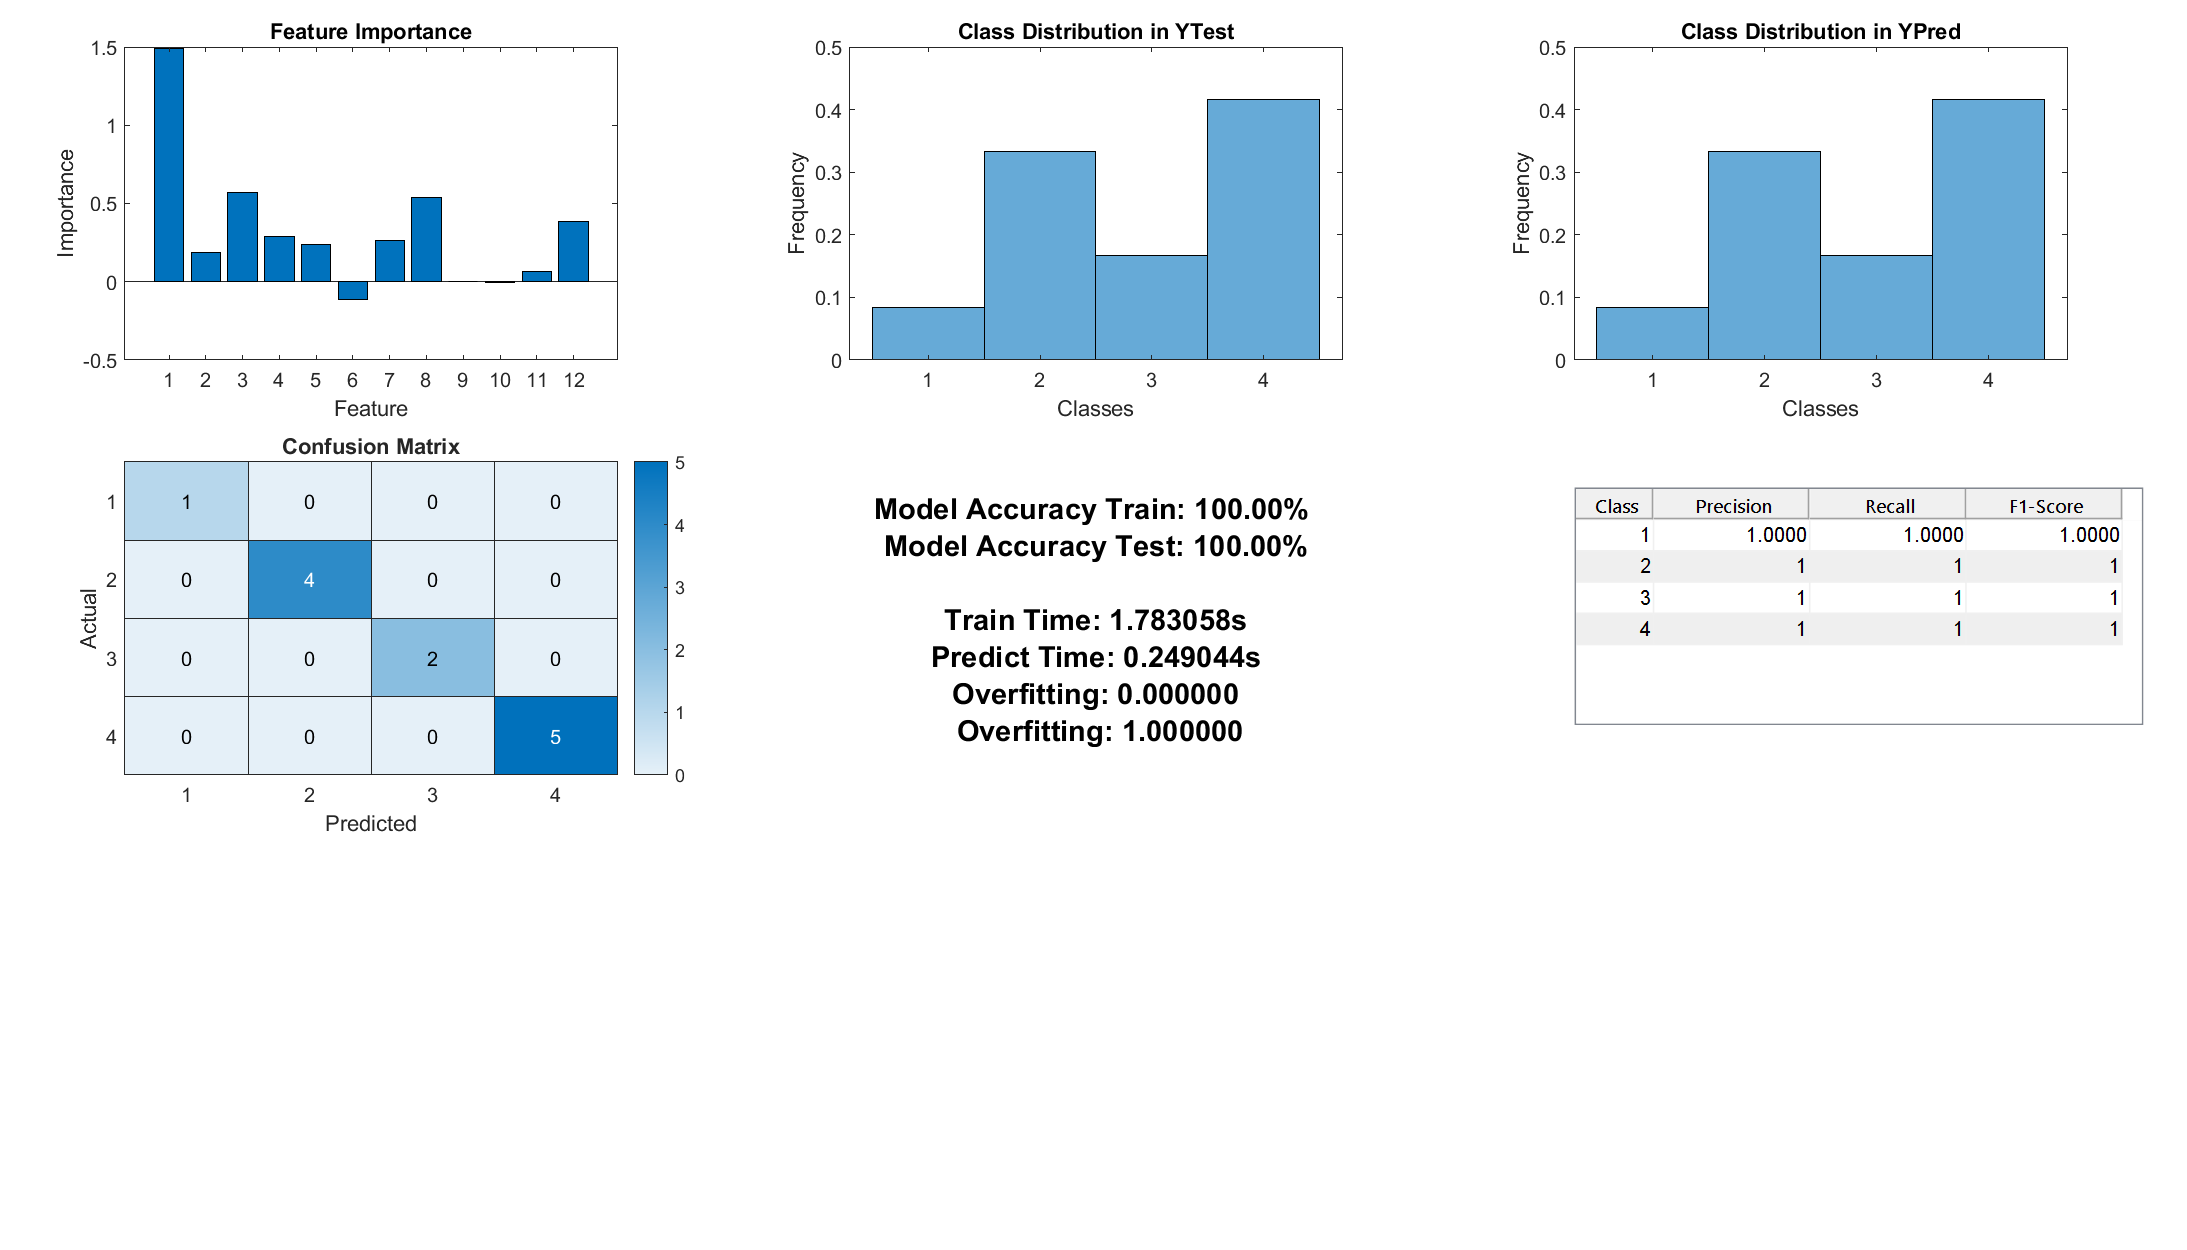 Feature Importance
1.5
1
0.5
0
-0.5
Importance
1 2 3 4 5 6 7 8 9 10 11 12
Feature
Class Distribution in YTest
0.5
0.4
0.3
0.2
0.1
0
Frequency
1 2 3 4
Classes
Class Distribution in YPred
0.5
0.4
0.3
0.2
0.1
0
Frequency
1 2 3 4
Classes
Confusion Matrix
Actual
1 1 0 0 0
2 0 4 0 0
3 0 0 2 0
4 0 0 0 5
1 2 3 4
Predicted
5
4
3
2
1
0
Model Accuracy Train: 100.00%
Model Accuracy Test: 100.00%
Train Time: 1.783058s
Predict Time: 0.249044s
Overfitting: 0.000000
Overfitting: 1.000000
Class Precision Recall F1-Score
1 1.0000 1.0000 1.0000
2 1 1 1
3 1 1 1
4 1 1 1